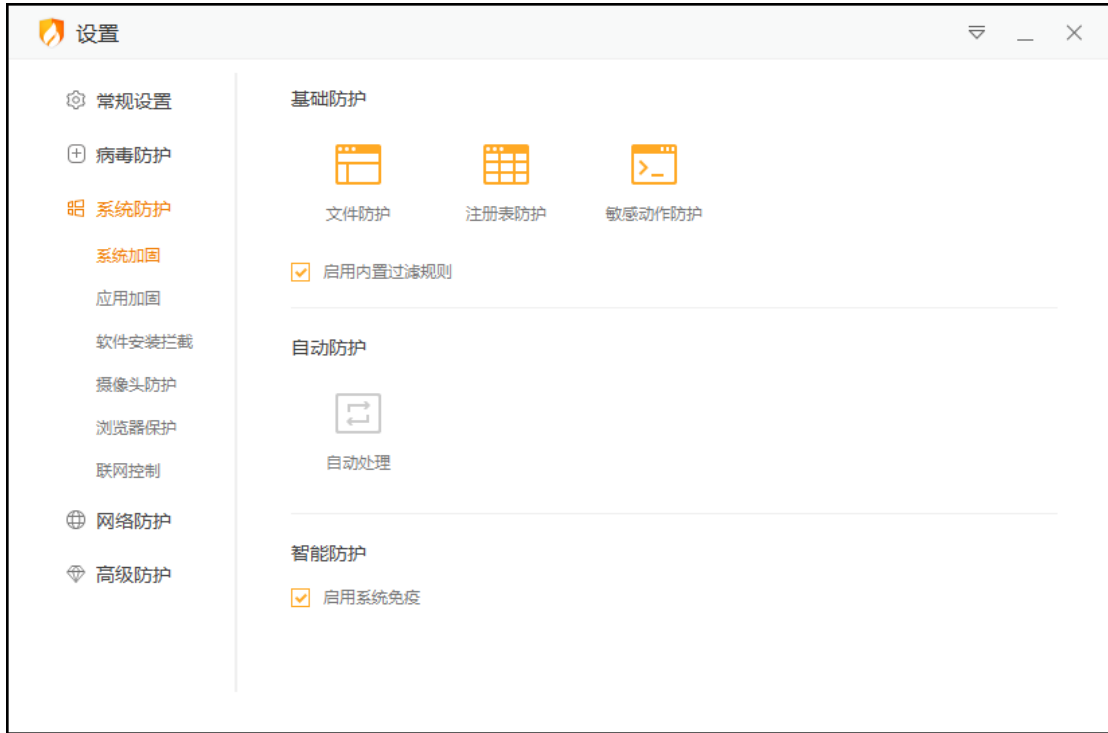 设置
常规设置
病毒防护
系统防护
系统加固
应用加固
软件安装拦截
摄像头防护
浏览器保护
联网控制
网络防护
高级防护
基础防护
文件防护 注册表防护 敏感动作防护
启用内置过滤规则
自动防护
自动处理
智能防护
启用系统免疫